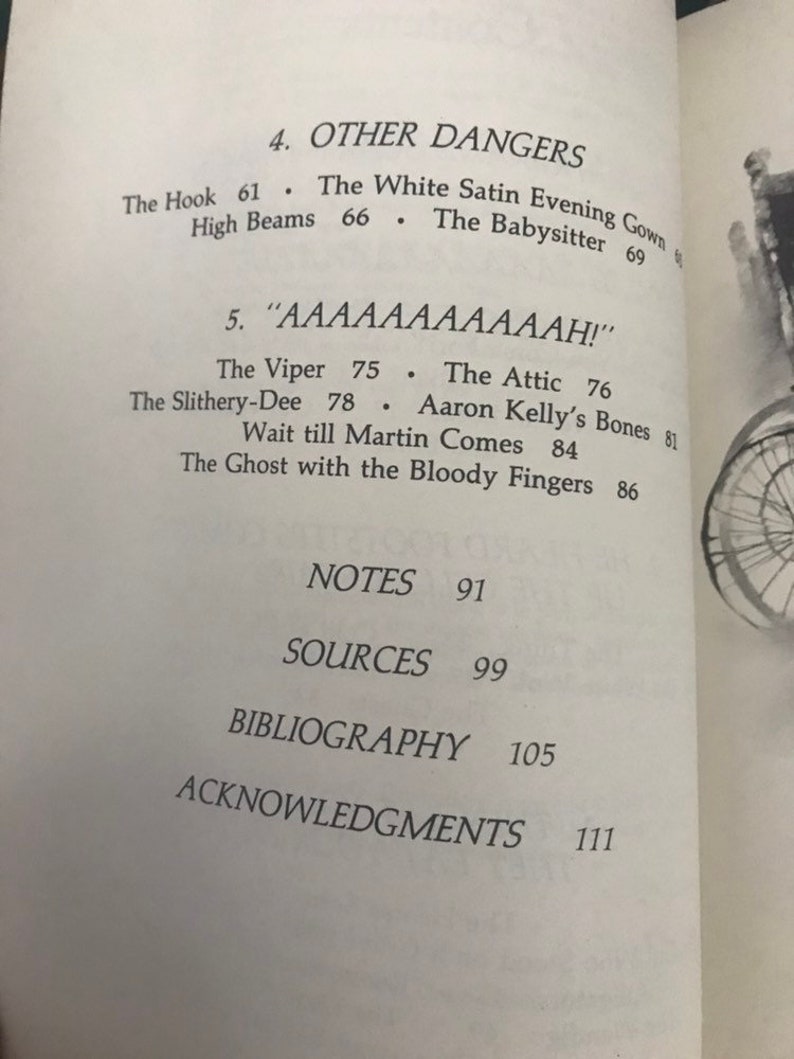 4. OTHER DANGERS
The Hook 61 • The White Satin Evening Gown
High Beams 66 • The Babysitter 69
5. "AAAAAAAAAAAAH!"
The Viper 75 • The Attic 76
The Slithery-Dee 78 • Aaron Kelly's Bones 81
Wait till Martin Comes 84
The Ghost with the Bloody Fingers 86
NOTES 91
SOURCES 99
BIBLIOGRAPHY 105
ACKNOWLEDGMENTS 111